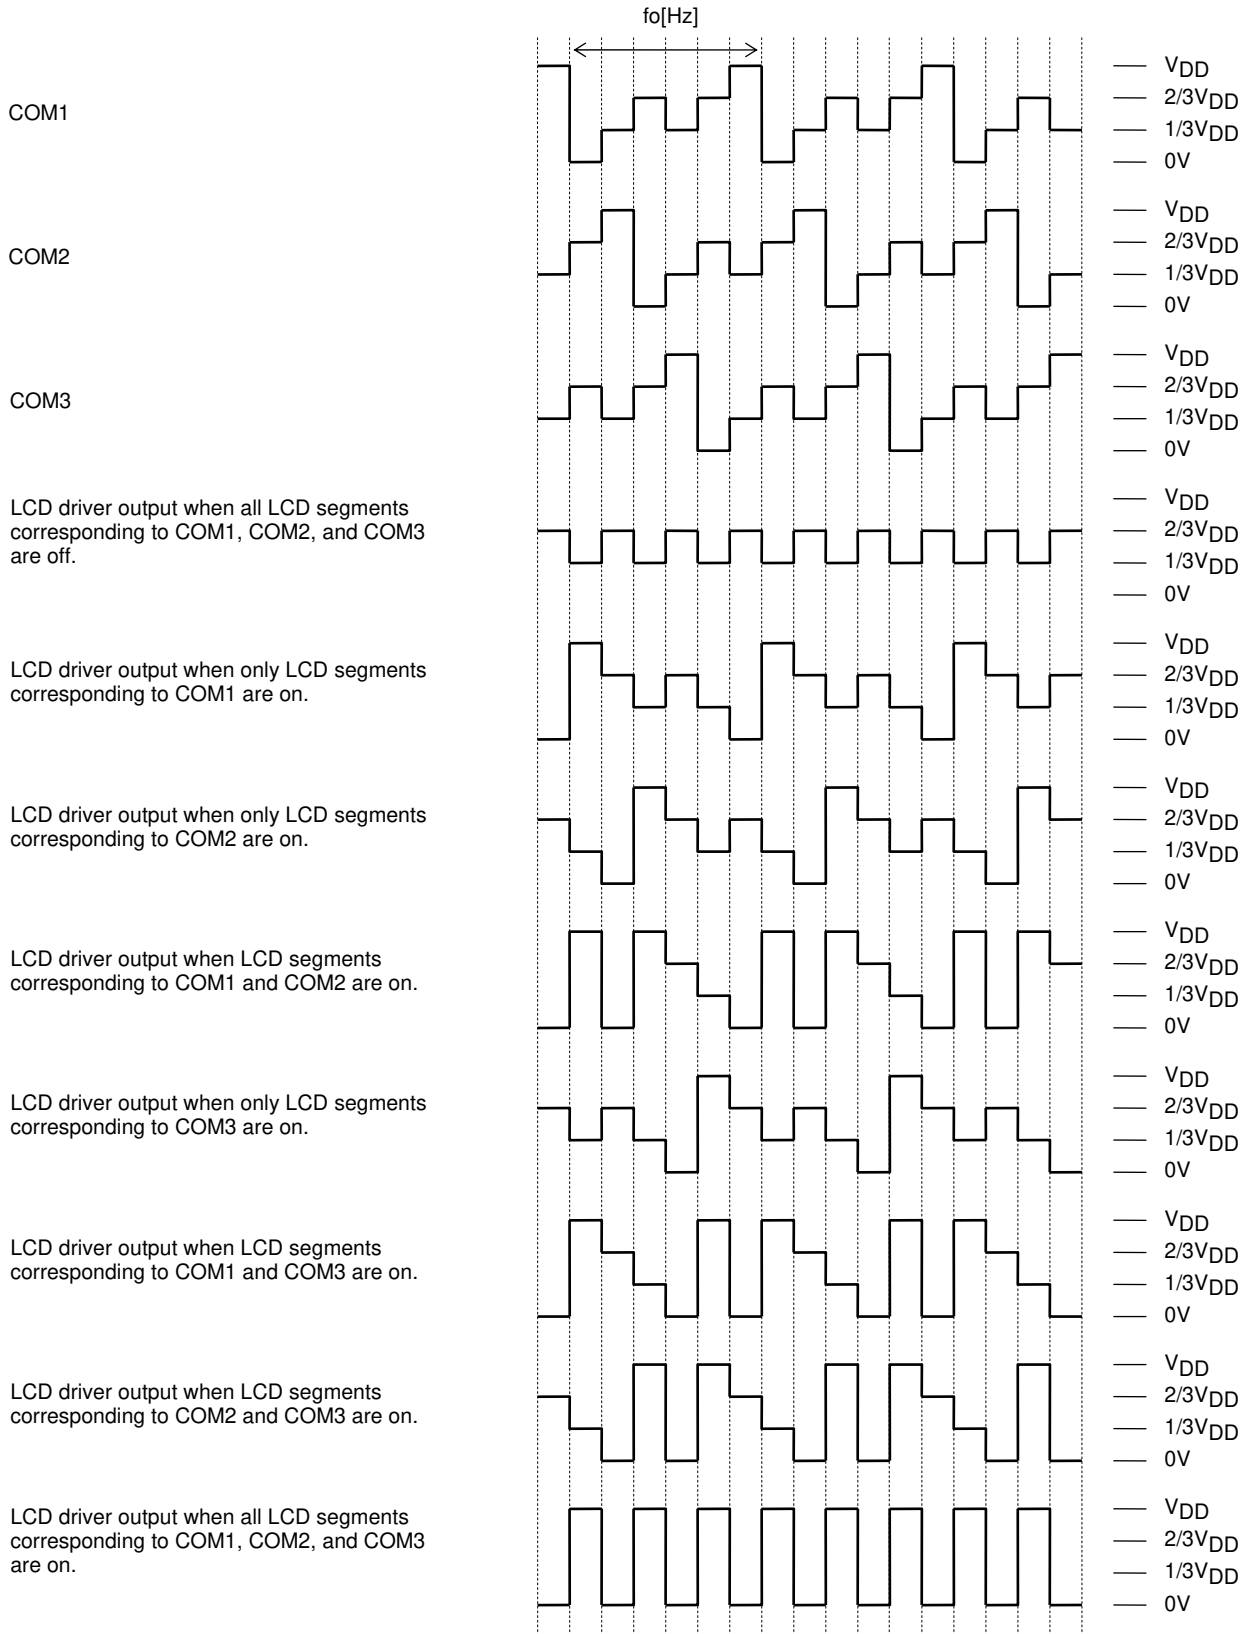 fo[Hz]
COM1
VDD
2/3VDD
1/3VDD
0V
COM2
VDD
2/3VDD
1/3VDD
0V
COM3
VDD
2/3VDD
1/3VDD
0V
LCD driver output when all LCD segments
corresponding to COM1, COM2, and COM3
are off.
VDD
2/3VDD
1/3VDD
0V
LCD driver output when only LCD segments
corresponding to COM1 are on.
VDD
2/3VDD
1/3VDD
0V
LCD driver output when only LCD segments
corresponding to COM2 are on.
VDD
2/3VDD
1/3VDD
0V
LCD driver output when LCD segments
corresponding to COM1 and COM2 are on.
VDD
2/3VDD
1/3VDD
0V
LCD driver output when only LCD segments
corresponding to COM3 are on.
VDD
2/3VDD
1/3VDD
0V
LCD driver output when LCD segments
corresponding to COM1 and COM3 are on.
VDD
2/3VDD
1/3VDD
0V
LCD driver output when LCD segments
corresponding to COM2 and COM3 are on.
VDD
2/3VDD
1/3VDD
0V
LCD driver output when all LCD segments
corresponding to COM1, COM2, and COM3
are on.
VDD
2/3VDD
1/3VDD
0V